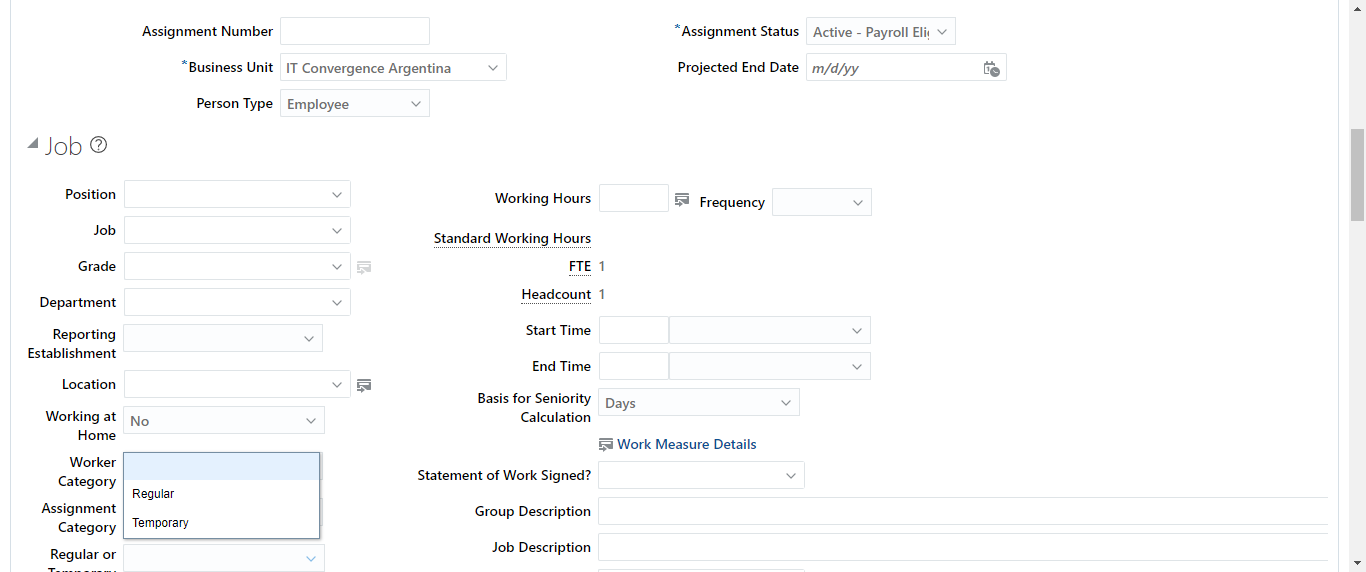 Assignment Number
*Assignment Status Active - Payroll Eli
*Business Unit IT Convergence Argentina
Projected End Date m/d/yy
Person Type Employee
Job ?
Position
Job
Grade
Department
Reporting
Establishment
Location
Working at
Home No
Worker
Category
Regular
Temporary
Assignment
Category
Regular or
Working Hours
Frequency
Standard Working Hours
FTE 1
Headcount 1
Start Time
End Time
Basis for Seniority
Calculation Days
Work Measure Details
Statement of Work Signed?
Group Description
Job Description